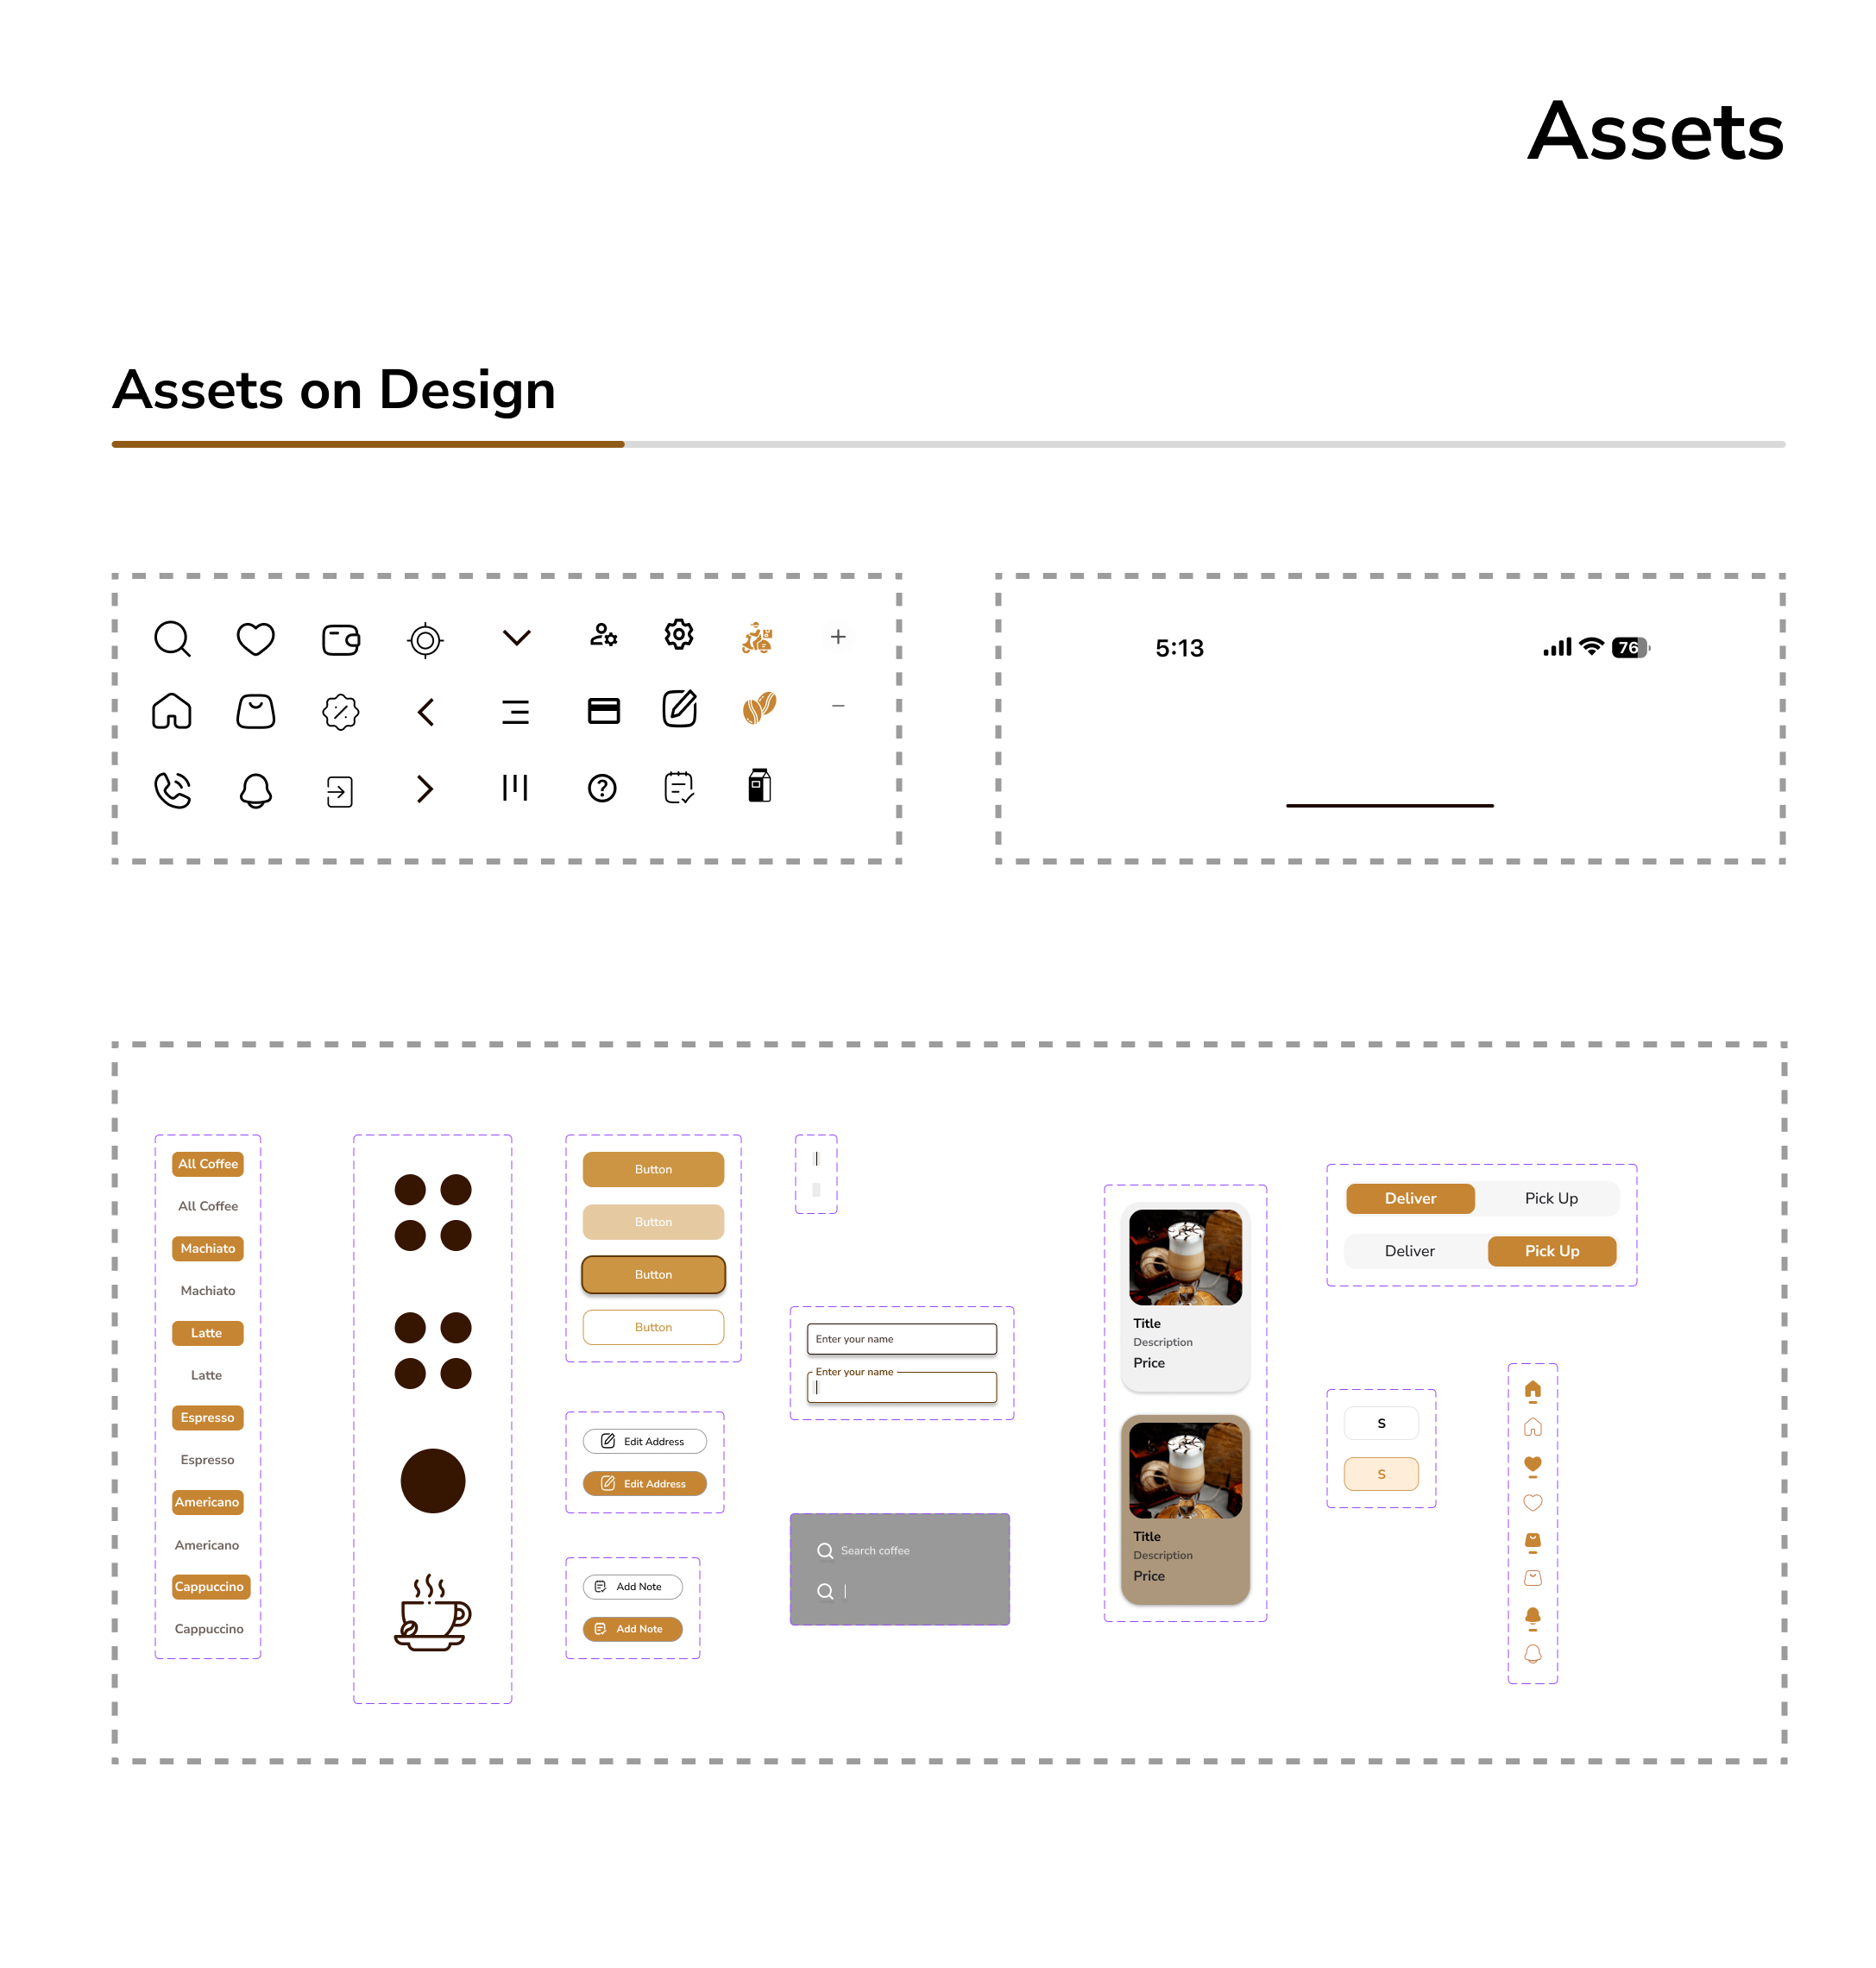 Assets
Assets on Design
5:13
76
All Coffee
All Coffee
Machiato
Machiato
Latte
Latte
Espresso
Espresso
Americano
Americano
Cappuccino
Cappuccino
Button
Button
Button
Button
Edit Address
Edit Address
Add Note
Add Note
Enter your name
Enter your name
Search coffee
Title
Description
Price
Title
Description
Price
Deliver Pick Up
Deliver Pick Up
S
S